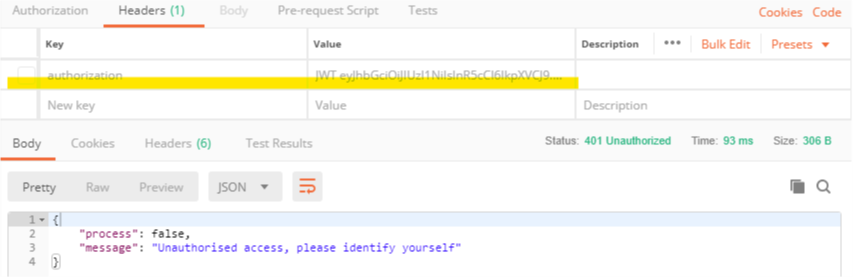 Authorization Headers (1) Body Pre-request Script Tests Cookies Code
Key Value Description ••• Bulk Edit Presets
authorization JWT
New key Value Description
Body Cookies Headers (6) Test Results Status: 401 Unauthorized Time: 93 ms Size: 306 B
Pretty Raw Preview JSON
1 {
2 "process": false,
3 "message": "Unauthorised access, please identify yourself"
4 }